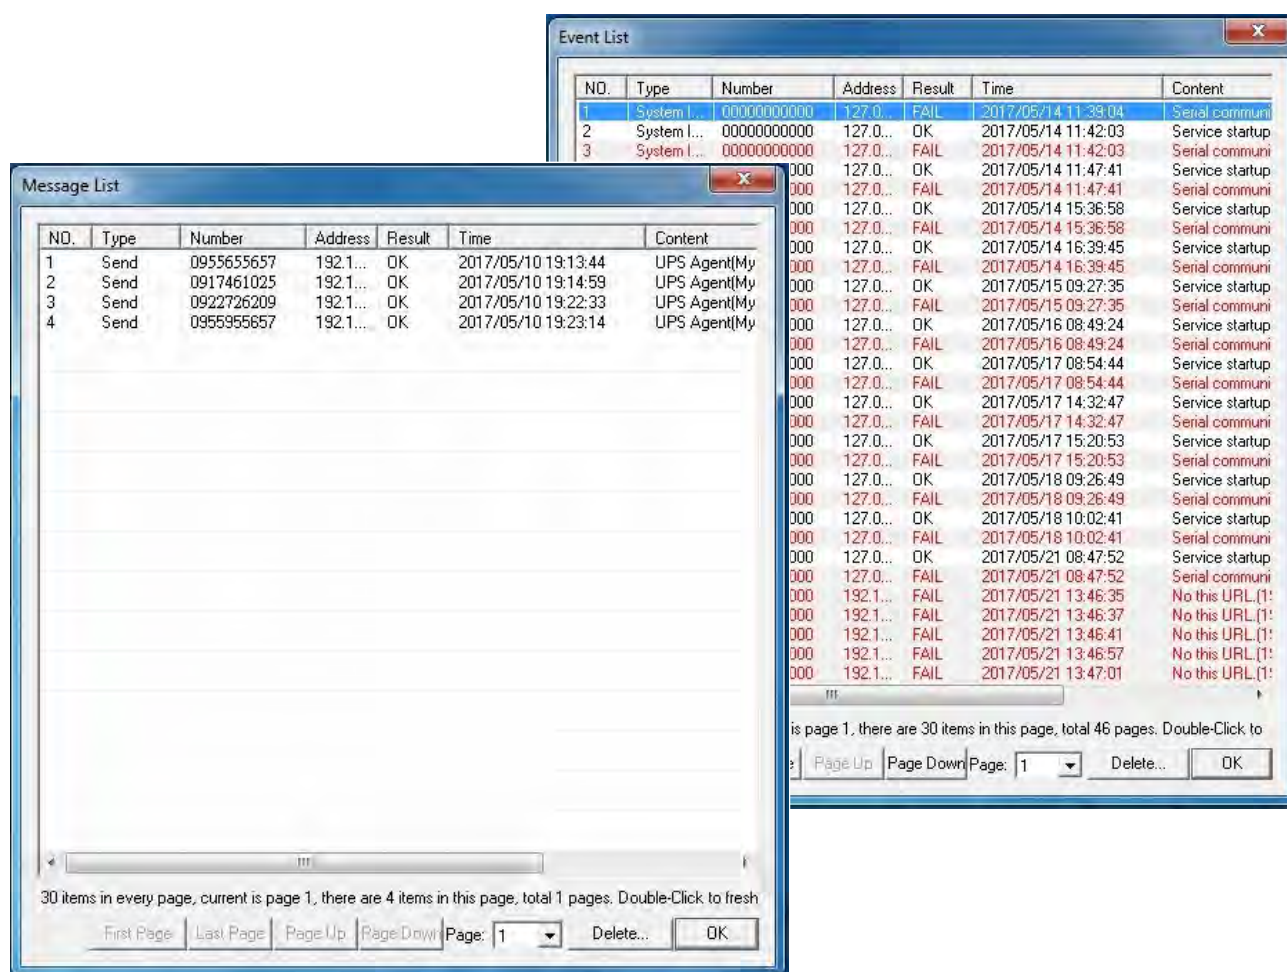 Event List
NO. Type Number Address Result Time Content
1 System I... 00000000000 127.0... FAIL 2017/05/14 11:39:04 Serial communi
2 System I... 00000000000 127.0... OK 2017/05/14 11:42:03 Service startup
3 System I... 00000000000 127.0... FAIL 2017/05/14 11:42:03 Serial communi
000 127.0... OK 2017/05/14 11:47:41 Service startup
000 127.0... FAIL 2017/05/14 11:47:41 Serial communi
000 127.0... OK 2017/05/14 15:36:58 Service startup
000 127.0... FAIL 2017/05/14 15:36:58 Serial communi
000 127.0... OK 2017/05/14 16:39:45 Service startup
000 127.0... FAIL 2017/05/14 16:39:45 Serial communi
000 127.0... OK 2017/05/15 09:27:35 Service startup
000 127.0... FAIL 2017/05/15 09:27:35 Serial communi
000 127.0... OK 2017/05/16 08:49:24 Service startup
000 127.0... FAIL 2017/05/16 08:49:24 Serial communi
000 127.0... OK 2017/05/17 08:54:44 Service startup
000 127.0... FAIL 2017/05/17 08:54:44 Serial communi
000 127.0... OK 2017/05/17 14:32:47 Service startup
000 127.0... FAIL 2017/05/17 14:32:47 Serial communi
000 127.0... OK 2017/05/17 15:20:53 Service startup
000 127.0... FAIL 2017/05/17 15:20:53 Serial communi
000 127.0... OK 2017/05/18 09:26:49 Service startup
000 127.0... FAIL 2017/05/18 09:26:49 Serial communi
000 127.0... OK 2017/05/18 10:02:41 Service startup
000 127.0... FAIL 2017/05/18 10:02:41 Serial communi
000 127.0... OK 2017/05/21 08:47:52 Service startup
000 127.0... FAIL 2017/05/21 08:47:52 Serial communi
000 192.1... FAIL 2017/05/21 13:46:35 No this URL.(1
000 192.1... FAIL 2017/05/21 13:46:37 No this URL.(1
000 192.1... FAIL 2017/05/21 13:46:41 No this URL.(1
000 192.1... FAIL 2017/05/21 13:46:57 No this URL.(1
000 192.1... FAIL 2017/05/21 13:47:01 No this URL.(1
is page 1, there are 30 items in this page, total 46 pages. Double-Click to
Page Up Page Down Page: 1 Delete... OK
Message List
NO. Type Number Address Result Time Content
1 Send 0955655657 192.1... OK 2017/05/10 19:13:44 UPS Agent(My
2 Send 0917461025 192.1... OK 2017/05/10 19:14:59 UPS Agent(My
3 Send 0922726209 192.1... OK 2017/05/10 19:22:33 UPS Agent(My
4 Send 0955955657 192.1... OK 2017/05/10 19:23:14 UPS Agent(My
30 items in every page, current is page 1, there are 4 items in this page, total 1 pages. Double-Click to fresh
First Page Last Page Page Up Page Down Page: 1 Delete... OK